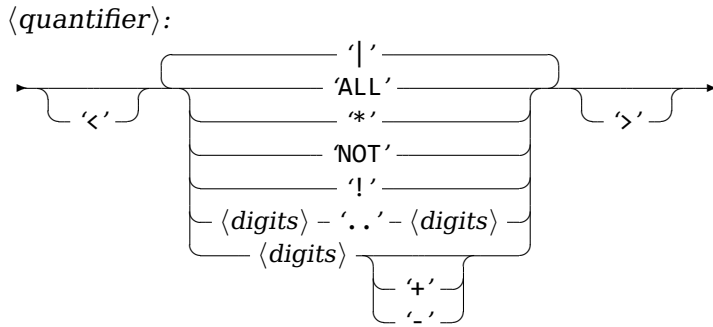 ⟨quantifier⟩:
‘|’
‘ALL’
‘<’ ‘*’ ‘>’
‘NOT’
‘!’
⟨digits⟩ ‘..’ ⟨digits⟩
⟨digits⟩
‘+’
‘-’